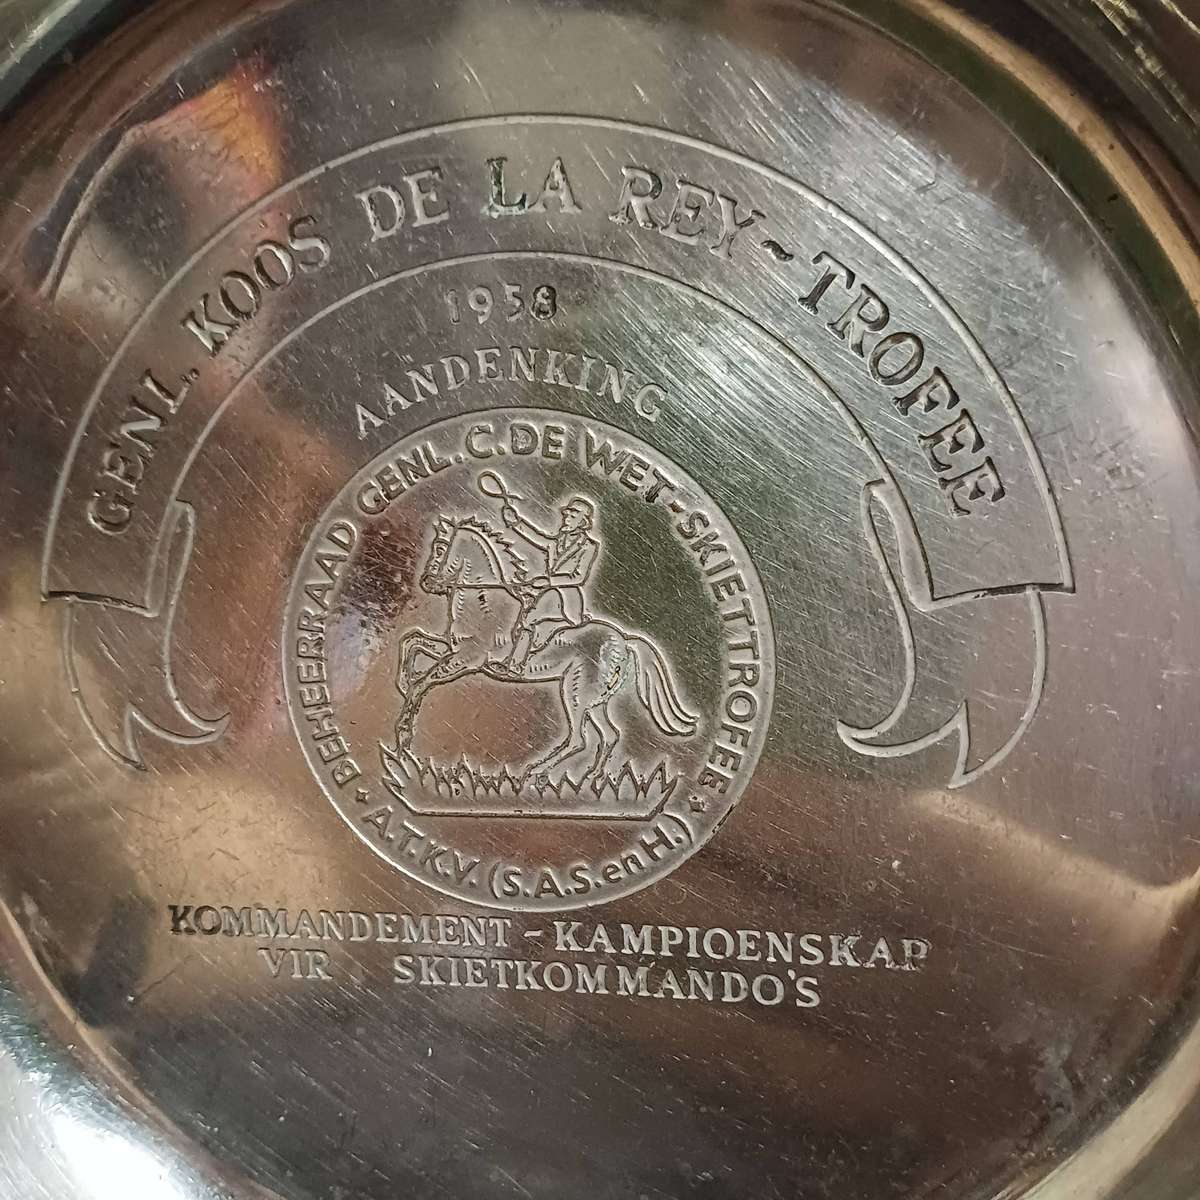 GENL. KOOS DE LA REY-TROFEE
1958
AANDENKING
BEHEERRAAD GENL. C. DE WET-SKIETTROFEE
A.T.K.V. (S.A.S. en H.)
KOMMANDEMENT - KAMPIOENSKAP
VIR SKIETKOMMANDO'S